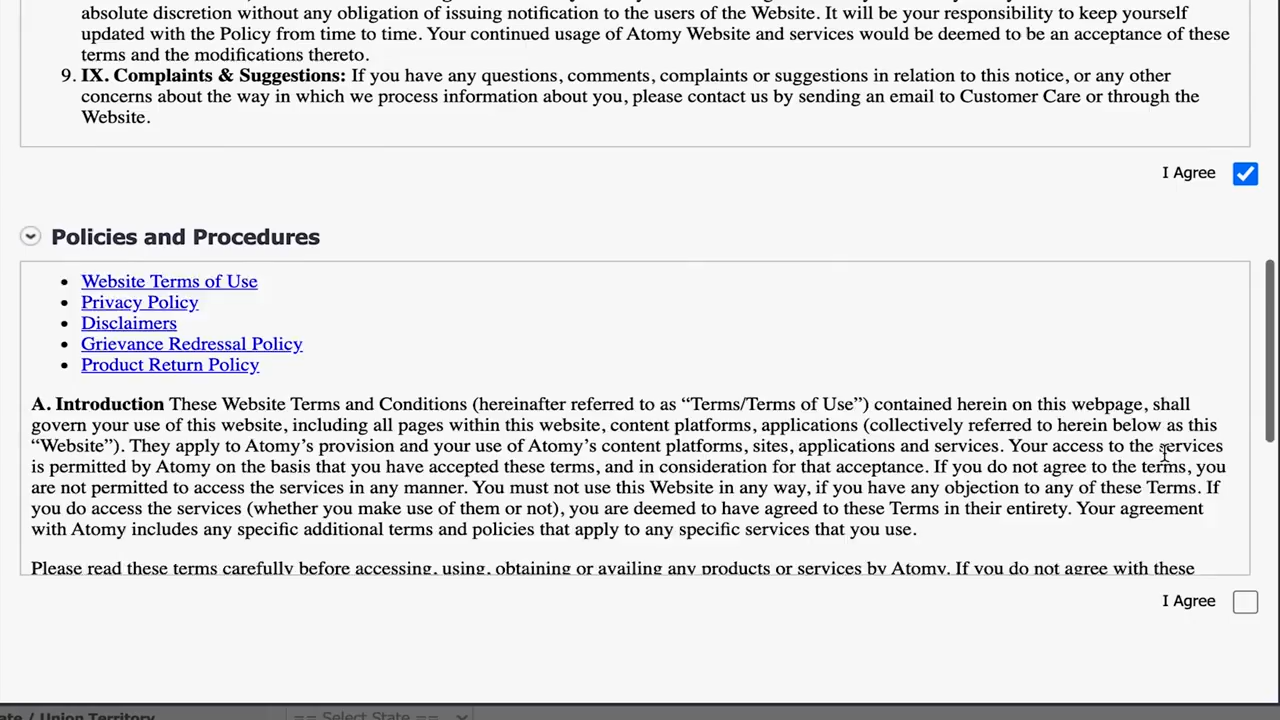 absolute discretion without any obligation of issuing notification to the users of the Website. It will be your responsibility to keep yourself
updated with the Policy from time to time. Your continued usage of Atomy Website and services would be deemed to be an acceptance of these
terms and the modifications thereto.
9. IX. Complaints & Suggestions: If you have any questions, comments, complaints or suggestions in relation to this notice, or any other
concerns about the way in which we process information about you, please contact us by sending an email to Customer Care or through the
Website.
I Agree
Policies and Procedures
• Website Terms of Use
• Privacy Policy
• Disclaimers
• Grievance Redressal Policy
• Product Return Policy
A. Introduction These Website Terms and Conditions (hereinafter referred to as “Terms/Terms of Use”) contained herein on this webpage, shall
govern your use of this website, including all pages within this website, content platforms, applications (collectively referred to herein below as this
“Website”). They apply to Atomy’s provision and your use of Atomy’s content platforms, sites, applications and services. Your access to the services
is permitted by Atomy on the basis that you have accepted these terms, and in consideration for that acceptance. If you do not agree to the terms, you
are not permitted to access the services in any manner. You must not use this Website in any way, if you have any objection to any of these Terms. If
you do access the services (whether you make use of them or not), you are deemed to have agreed to these Terms in their entirety. Your agreement
with Atomy includes any specific additional terms and policies that apply to any specific services that you use.
Please read these terms carefully before accessing, using, obtaining or availing any products or services by Atomy. If you do not agree with these
I Agree
ate / Union Territory
== Select State ==